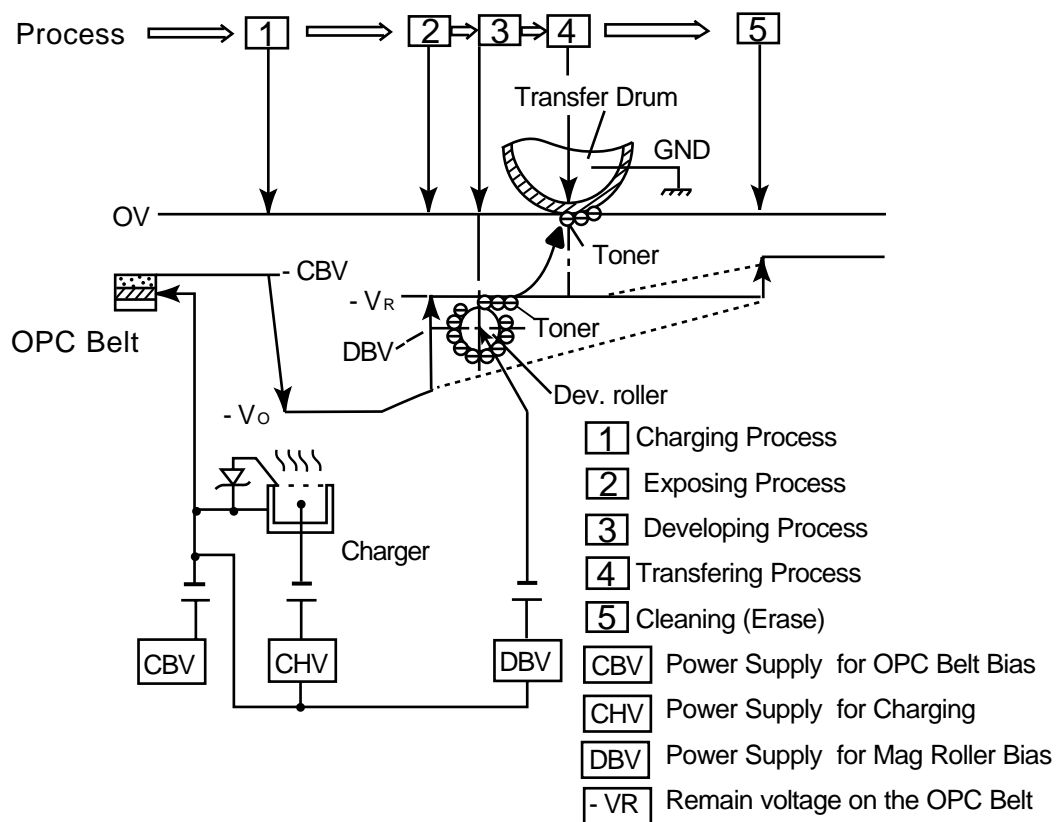 Process 1 2 3 4 5
Transfer Drum
GND
OV
Toner
- CBV
- VR
Toner
OPC Belt
DBV
Dev. roller
- VO
1 Charging Process
2 Exposing Process
Charger
3 Developing Process
4 Transfering Process
5 Cleaning (Erase)
CBV
CHV
DBV
CBV Power Supply for OPC Belt Bias
CHV Power Supply for Charging
DBV Power Supply for Mag Roller Bias
- VR Remain voltage on the OPC Belt